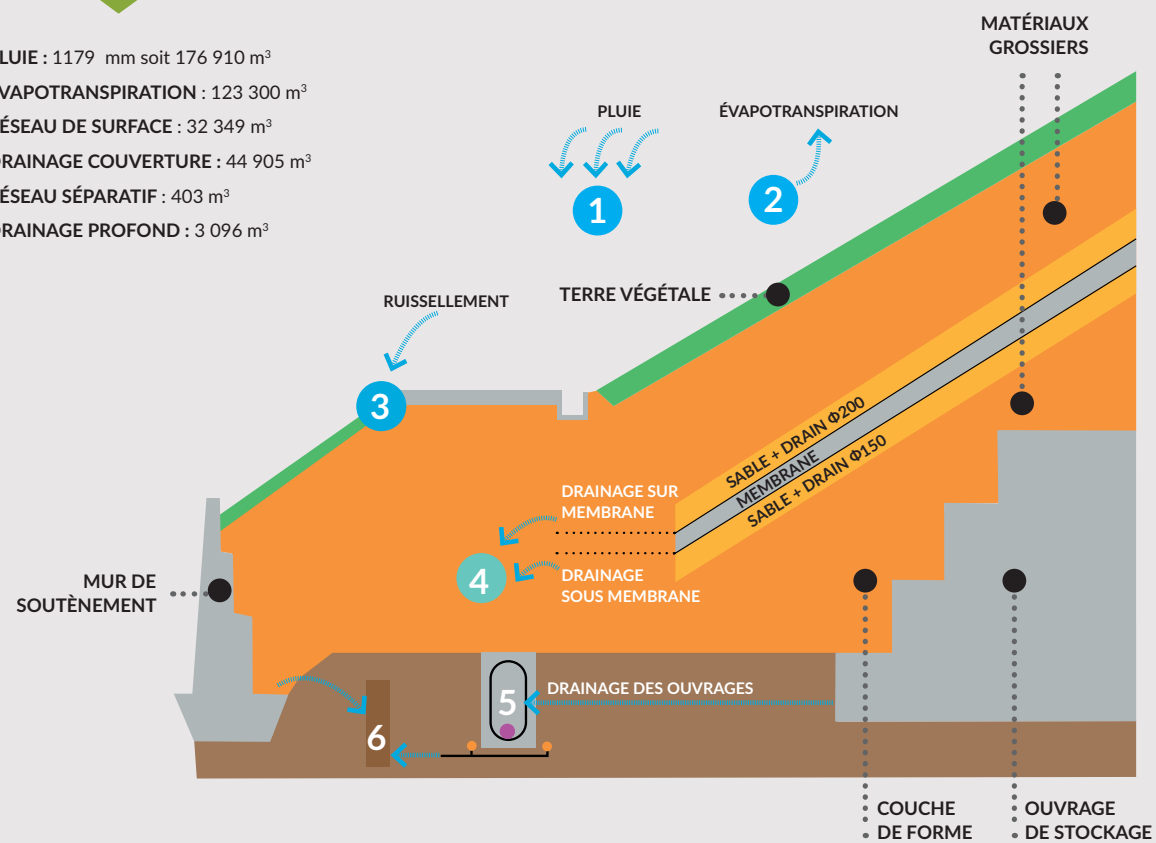 LUIE : 1179 mm soit 176 910 m³
VAPOTRANSPIRATION : 123 300 m³
ÉSEAU DE SURFACE : 32 349 m³
RAINAGE COUVERTURE : 44 905 m³
ÉSEAU SÉPARATIF : 403 m³
RAINAGE PROFOND : 3 096 m³
MATÉRIAUX
GROSSIERS
PLUIE
ÉVAPOTRANSPIRATION
1
2
RUISSELLEMENT
TERRE VÉGÉTALE
3
SABLE + DRAIN Φ200
MEMBRANE
SABLE + DRAIN Φ150
DRAINAGE SUR
MEMBRANE
4
DRAINAGE
SOUS MEMBRANE
MUR DE
SOUTÈNEMENT
DRAINAGE DES OUVRAGES
5
6
COUCHE
DE FORME
OUVRAGE
DE STOCKAGE